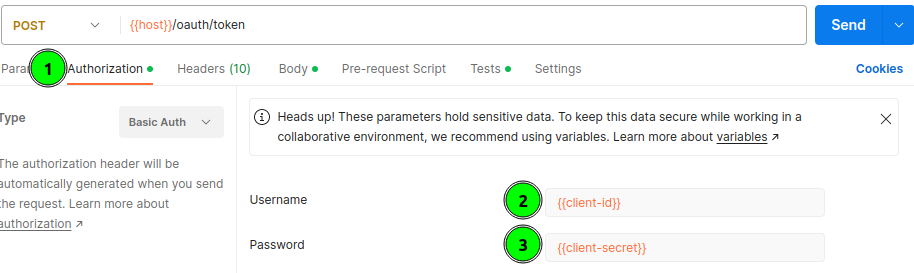 POST {{host}}/oauth/token Send
1 Authorization Headers (10) Body Pre-request Script Tests Settings Cookies
Type Basic Auth
Heads up! These parameters hold sensitive data. To keep this data secure while working in a
collaborative environment, we recommend using variables. Learn more about variables ↗
The authorization header will be
automatically generated when you send
the request. Learn more about
authorization ↗
Username 2 {{client-id}}
Password 3 {{client-secret}}